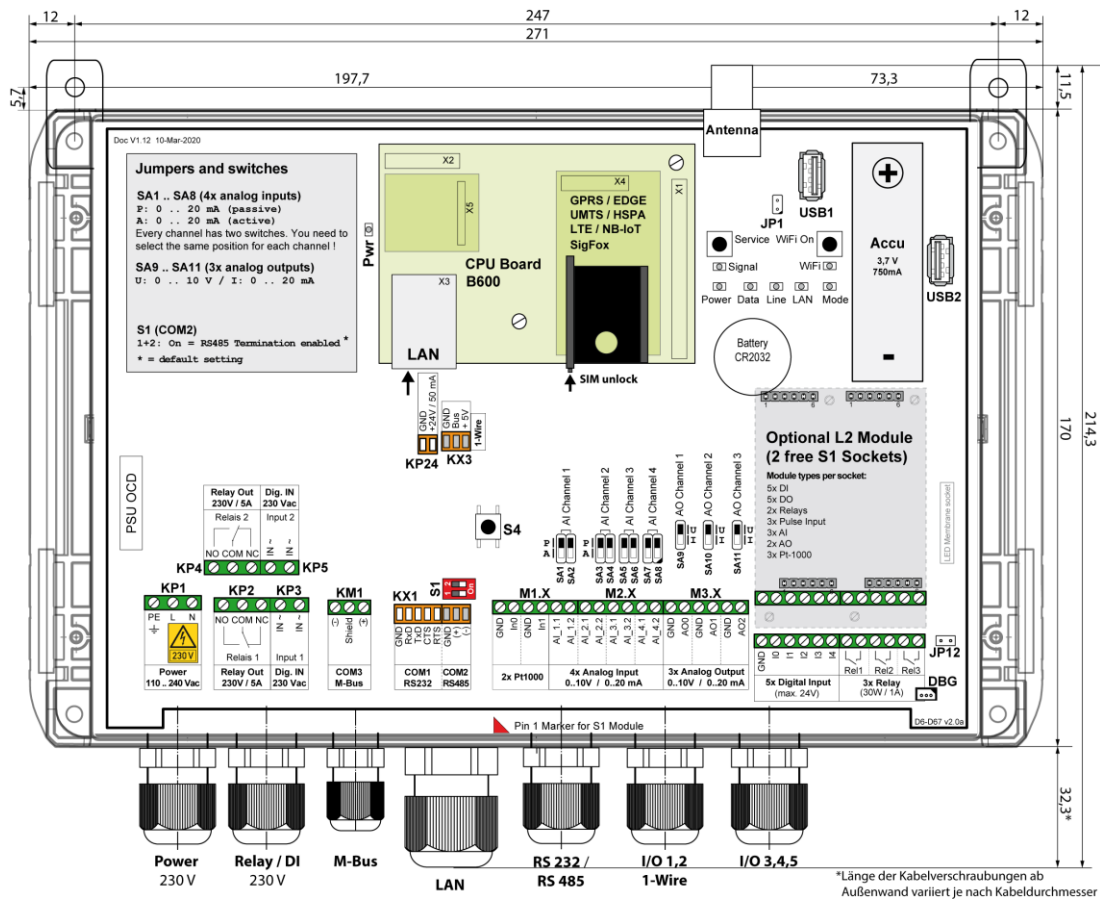 12
247
12
271
197,7
73,3
5,7
11,5
Antenna
Doc V1.12 10-Mar-2020
Jumpers and switches
SA1 .. SA8 (4x analog inputs)
P: 0 .. 20 mA (passive)
A: 0 .. 20 mA (active)
Every channel has two switches. You need to
select the same position for each channel !
SA9 .. SA11 (3x analog outputs)
U: 0 .. 10 V / I: 0 .. 20 mA
S1 (COM2)
1+2: On = RS485 Termination enabled *
* = default setting
X2
X5
X4
X1
X3
GPRS / EDGE
UMTS / HSPA
LTE / NB-IoT
SigFox
CPU Board
B600
Pwr
LAN
SIM unlock
JP1
USB1
Service
WiFi On
Signal
WiFi
Power
Data
Line
LAN
Mode
Accu
3,7 V
750mA
+
-
USB2
Battery
CR2032
170
214,3
GND
+24V / 50 mA
GND
Bus
+ 5V
1-Wire
KP24
KX3
Optional L2 Module
(2 free S1 Sockets)
Module types per socket:
5x DI
5x DO
2x Relays
3x Pulse Input
3x AI
2x AO
3x Pt-1000
1
6
1
6
LED Membrane socket
PSU OCD
Relay Out
230V / 5A
Dig. IN
230 Vac
Relais 2
Input 2
NO COM NC
IN ~
IN ~
KP4
KP5
S4
AI Channel 1
AI Channel 2
AI Channel 3
AI Channel 4
AO Channel 1
AO Channel 2
AO Channel 3
P
A
P
A
U
I
U
I
U
I
SA1
SA2
SA3
SA4
SA5
SA6
SA7
SA8
SA9
SA10
SA11
KP1
KP2
KP3
KM1
KX1
S1
1 2
On
M1.X
M2.X
M3.X
PE
L
N
230 V
Power
110 .. 240 Vac
NO COM NC
Relais 1
Relay Out
230V / 5A
IN ~
IN ~
Input 1
Dig. IN
230 Vac
(-)
Shield
(+)
COM3
M-Bus
GND
RxD
TxD
CTS
RTS
GND
(+)
(-)
COM1
RS232
COM2
RS485
GND
In0
GND
In1
AI_1.1
AI_1.2
AI_2.1
AI_2.2
AI_3.1
AI_3.2
AI_4.1
AI_4.2
GND
AO0
GND
AO1
GND
AO2
2x Pt1000
4x Analog Input
0..10V / 0..20 mA
3x Analog Output
0..10V / 0..20 mA
GND
I0
I1
I2
I3
I4
Rel1
Rel2
Rel3
5x Digital Input
(max. 24V)
3x Relay
(30W / 1A)
JP12
DBG
Pin 1 Marker for S1 Module
D6-D67 v2.0a
32,3*
Power
230 V
Relay / DI
230 V
M-Bus
LAN
RS 232 /
RS 485
I/O 1,2
1-Wire
I/O 3,4,5
*Länge der Kabelverschraubungen ab
Außenwand variiert je nach Kabeldurchmesser